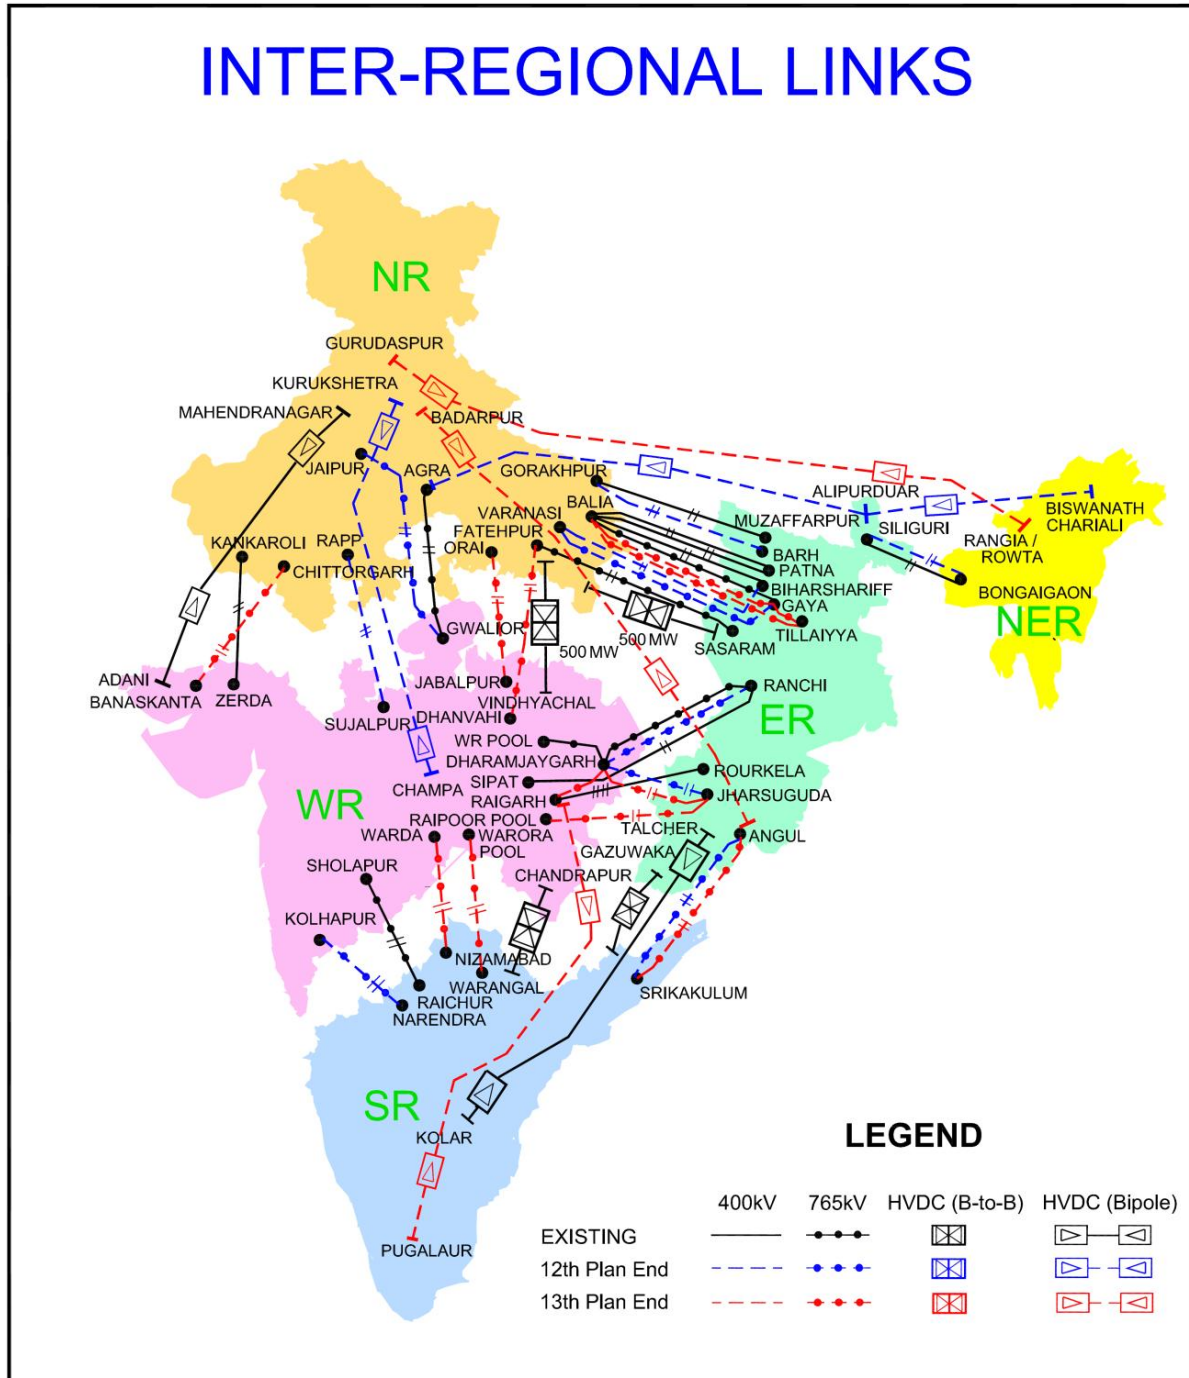 INTER-REGIONAL LINKS
NR
GURUDASPUR
KURUKSHETRA
MAHENDRANAGAR
BADARPUR
JAIPUR
AGRA
GORAKHPUR
BALIA
VARANASI
FATEHPUR
ORAI
KANKAROLI
RAPP
CHITTORGARH
ALIPURDUAR
MUZAFFARPUR
SILIGURI
BISWANATH
CHARIALI
RANGIA /
ROWTA
BARH
PATNA
BIHARSHARIFF
GAYA
TILLAIYYA
SASARAM
BONGAIGAON
NER
GWALIOR
500 MW
500 MW
ADANI
BANASKANTA
ZERDA
SUJALPUR
JABALPUR
VINDHYACHAL
DHANVAHI
RANCHI
ER
WR POOL
DHARAMJAYGARH
CHAMPA
SIPAT
ROURKELA
WR
RAIGARH
JHARSUGUDA
RAIPOOR POOL
WARDA
WARORA
POOL
TALCHER
ANGUL
GAZUWAKA
SHOLAPUR
CHANDRAPUR
KOLHAPUR
NIZAMABAD
WARANGAL
RAICHUR
NARENDRA
SRIKAKULUM
SR
KOLAR
PUGALAUR
LEGEND
400kV 765kV HVDC (B-to-B) HVDC (Bipole)
EXISTING
12th Plan End
13th Plan End